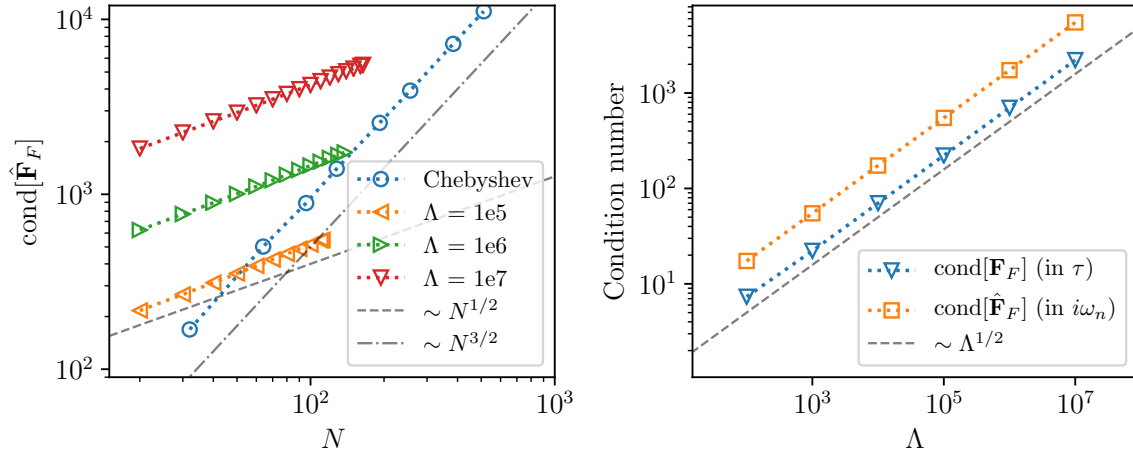 10^4
10^3
10^2
cond[F̂_F]
10^2
10^3
N
Chebyshev
Λ = 1e5
Λ = 1e6
Λ = 1e7
∼ N^{1/2}
∼ N^{3/2}
10^3
10^2
10^1
Condition number
10^3
10^5
10^7
Λ
cond[F_F] (in τ)
cond[F̂_F] (in iω_n)
∼ Λ^{1/2}